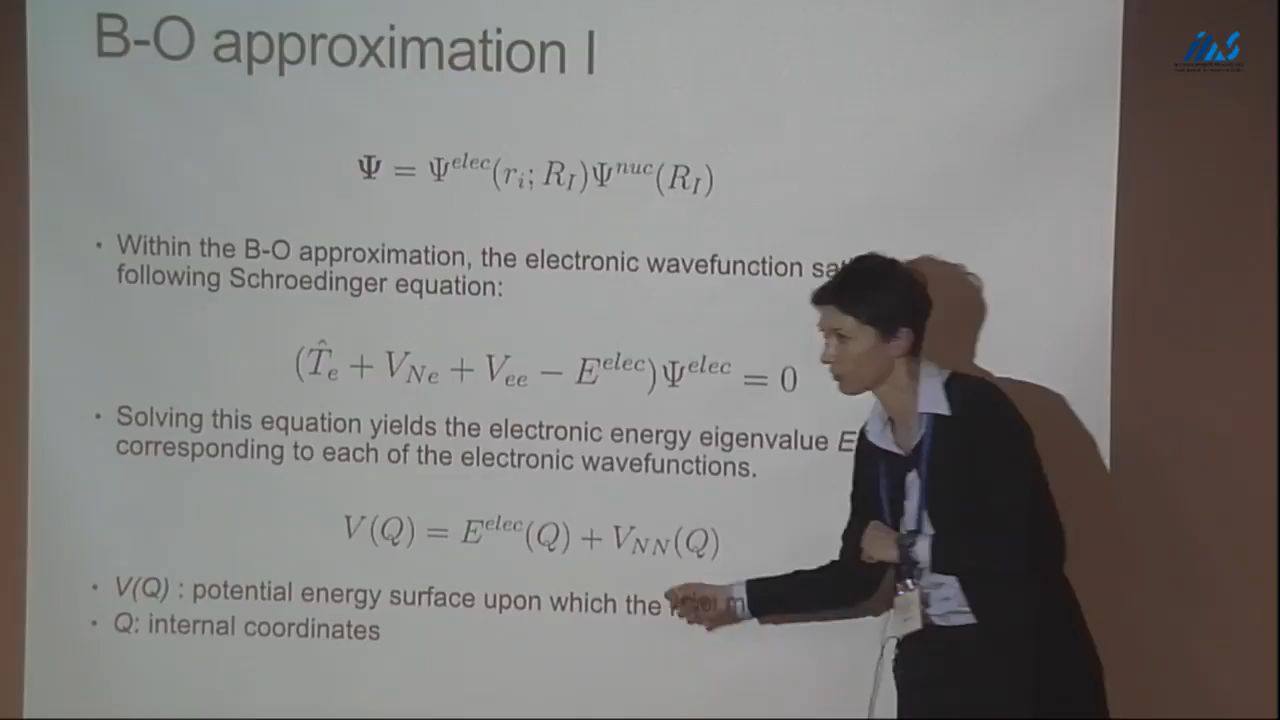 B-O approximation I
Ψ = Ψ^{elec}(r_i; R_I)Ψ^{nuc}(R_I)
• Within the B-O approximation, the electronic wavefunction
following Schroedinger equation:
(T̂_e + V_{Ne} + V_{ee} − E^{elec})Ψ^{elec} = 0
• Solving this equation yields the electronic energy eigenvalue E
corresponding to each of the electronic wavefunctions.
V(Q) = E^{elec}(Q) + V_{NN}(Q)
• V(Q) : potential energy surface upon which the
• Q: internal coordinates